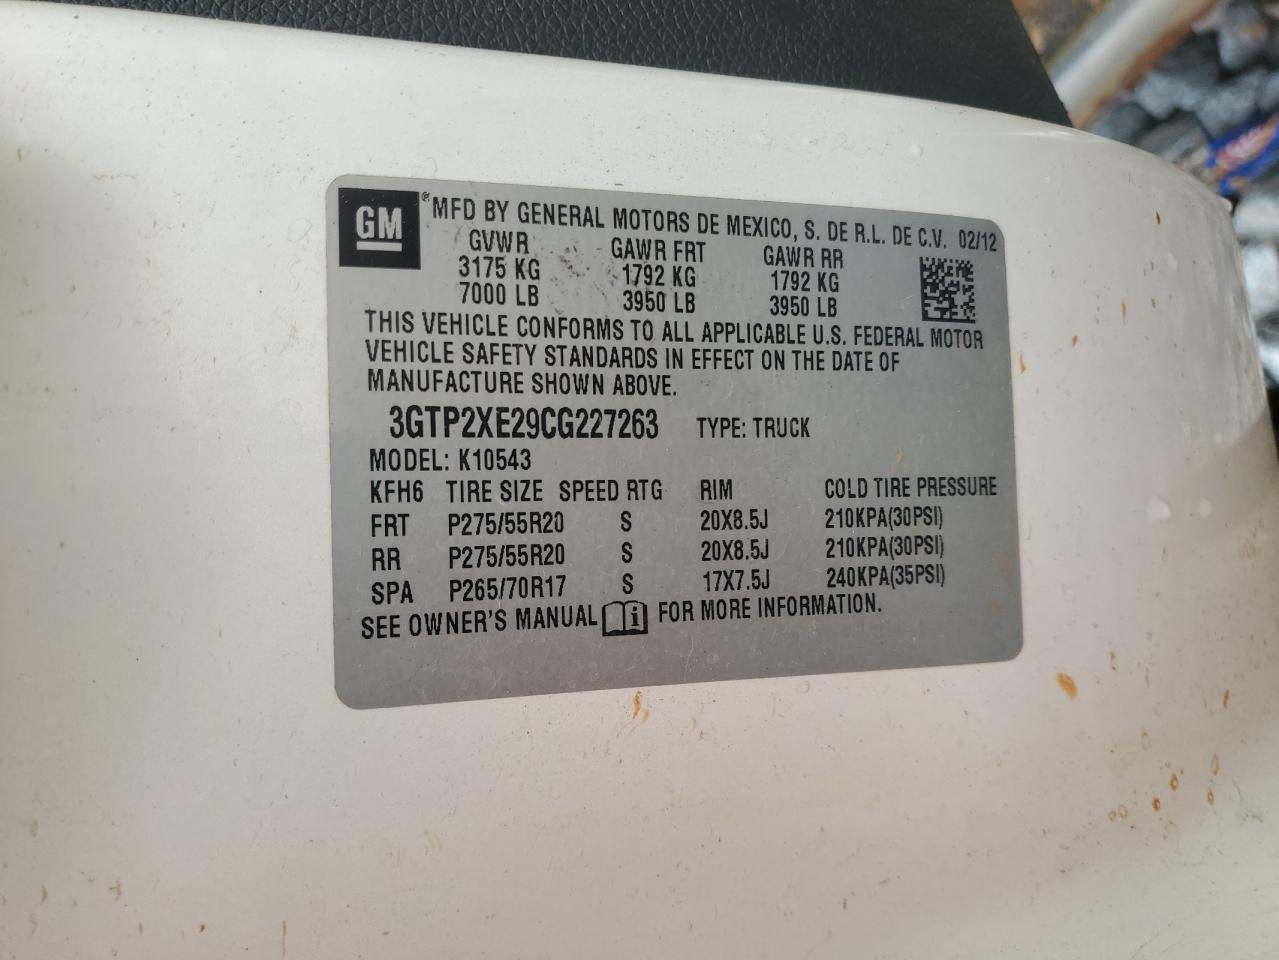 GM ® MFD BY GENERAL MOTORS DE MEXICO, S. DE R.L. DE C.V. 02/12
GVWR GAWR FRT GAWR RR
3175 KG 1792 KG 1792 KG
7000 LB 3950 LB 3950 LB
THIS VEHICLE CONFORMS TO ALL APPLICABLE U.S. FEDERAL MOTOR
VEHICLE SAFETY STANDARDS IN EFFECT ON THE DATE OF
MANUFACTURE SHOWN ABOVE.
3GTP2XE29CG227263 TYPE: TRUCK
MODEL: K10543
KFH6 TIRE SIZE SPEED RTG RIM COLD TIRE PRESSURE
FRT P275/55R20 S 20X8.5J 210KPA(30PSI)
RR P275/55R20 S 20X8.5J 210KPA(30PSI)
SPA P265/70R17 S 17X7.5J 240KPA(35PSI)
SEE OWNER'S MANUAL i FOR MORE INFORMATION.